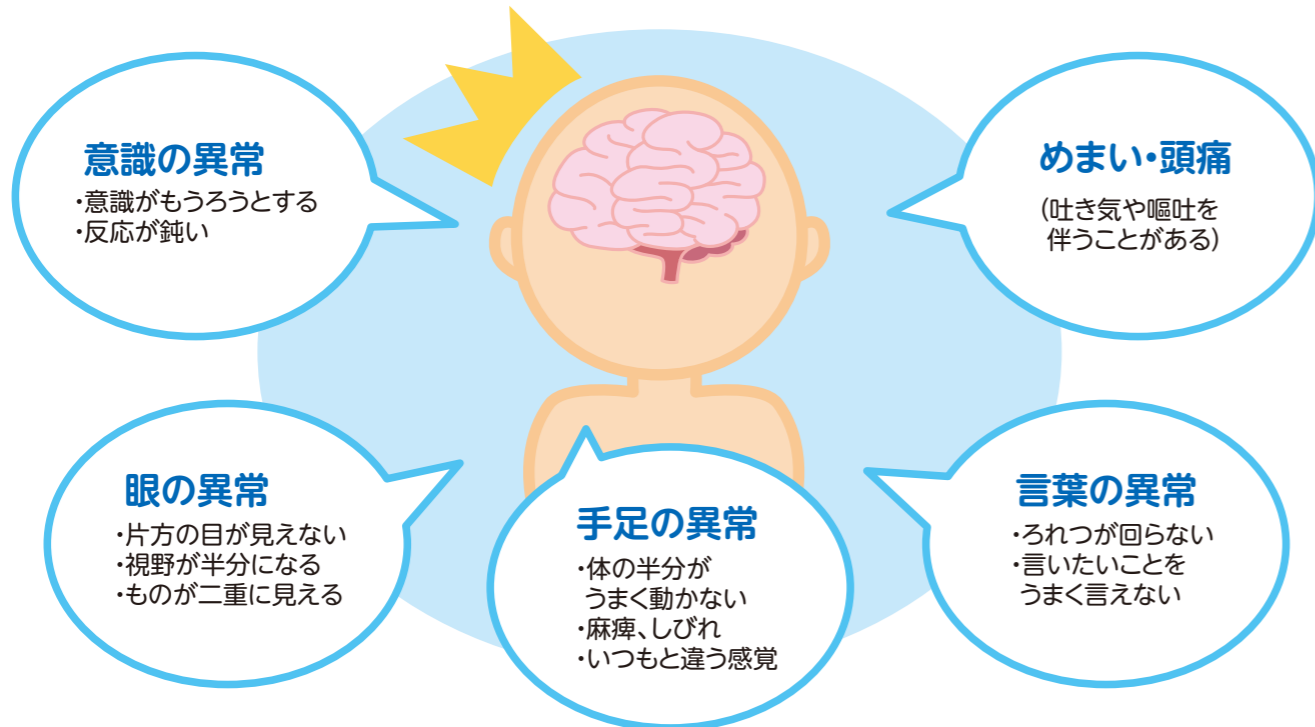 意識の異常
・意識がもうろうとする
・反応が鈍い
めまい・頭痛
(吐き気や嘔吐を
伴うことがある)
眼の異常
・片方の目が見えない
・視野が半分になる
・ものが二重に見える
手足の異常
・体の半分が
うまく動かない
・麻痺、しびれ
・いつもと違う感覚
言葉の異常
・ろれつが回らない
・言いたいことを
うまく言えない